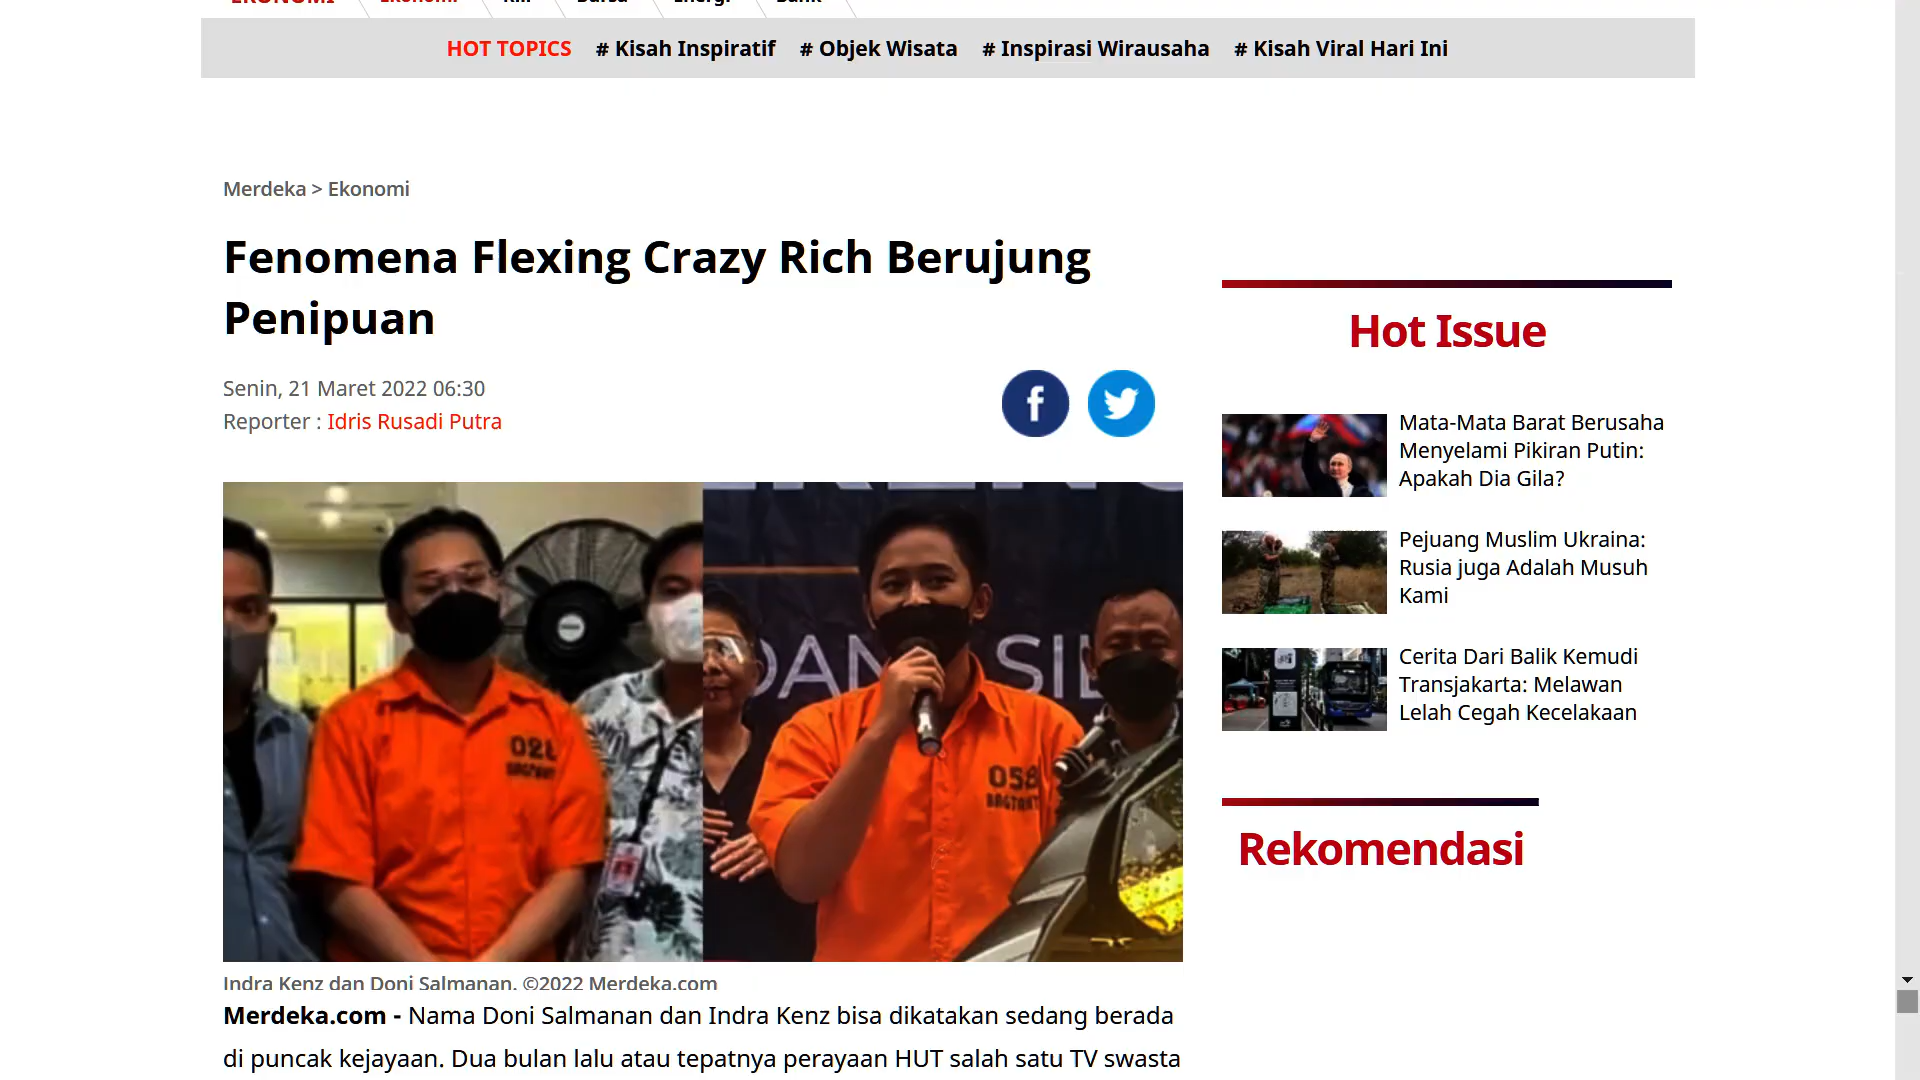 EKONOMI Ekonomi Bursa Energi Bank
HOT TOPICS # Kisah Inspiratif # Objek Wisata # Inspirasi Wirausaha # Kisah Viral Hari Ini
Merdeka > Ekonomi
Fenomena Flexing Crazy Rich Berujung
Penipuan
Senin, 21 Maret 2022 06:30
Reporter : Idris Rusadi Putra
028
058
DAN SIB
Indra Kenz dan Doni Salmanan. ©2022 Merdeka.com
Merdeka.com - Nama Doni Salmanan dan Indra Kenz bisa dikatakan sedang berada
di puncak kejayaan. Dua bulan lalu atau tepatnya perayaan HUT salah satu TV swasta
Hot Issue
Mata-Mata Barat Berusaha
Menyelami Pikiran Putin:
Apakah Dia Gila?
Pejuang Muslim Ukraina:
Rusia juga Adalah Musuh
Kami
Cerita Dari Balik Kemudi
Transjakarta: Melawan
Lelah Cegah Kecelakaan
Rekomendasi